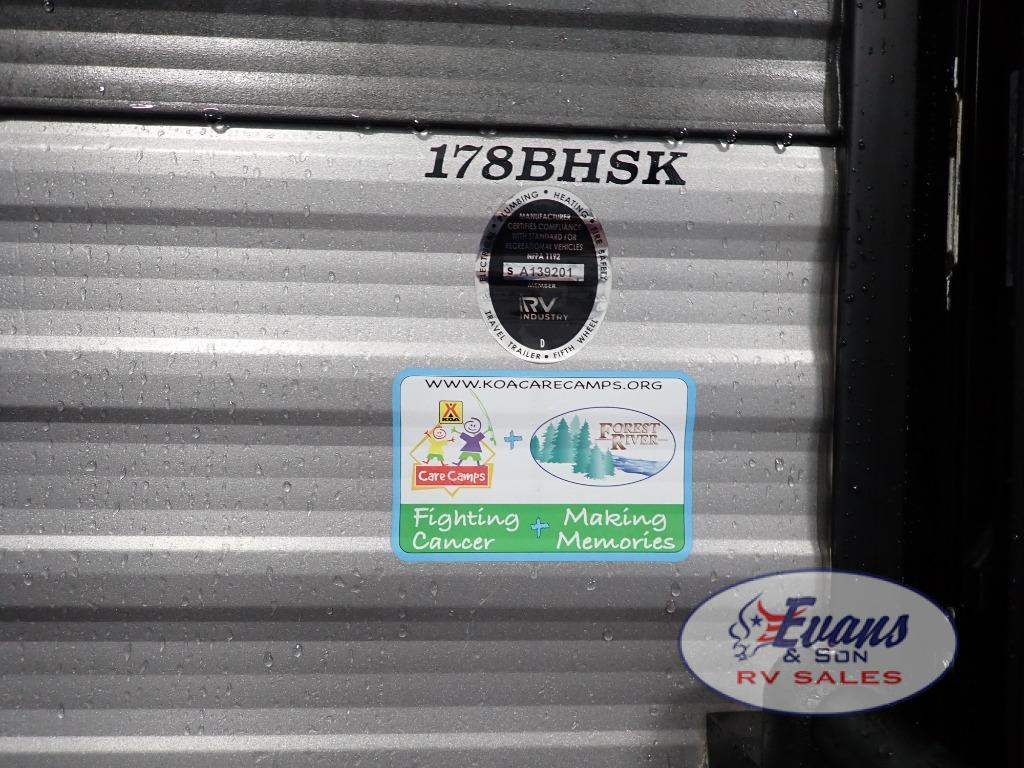 178BHSK
ELECTRICAL • PLUMBING • HEATING • FIRE SAFETY
MANUFACTURER
CERTIFIES COMPLIANCE
WITH STANDARD FOR
RECREATIONAL VEHICLES
NFPA 1192
S A139201
MEMBER
RV
INDUSTRY
D
TRAVEL TRAILER • FIFTH WHEEL
WWW.KOACARECAMPS.ORG
KOA
Care Camps
+
FOREST
RIVER
Fighting + Making
Cancer Memories
Evans
& SON
RV SALES